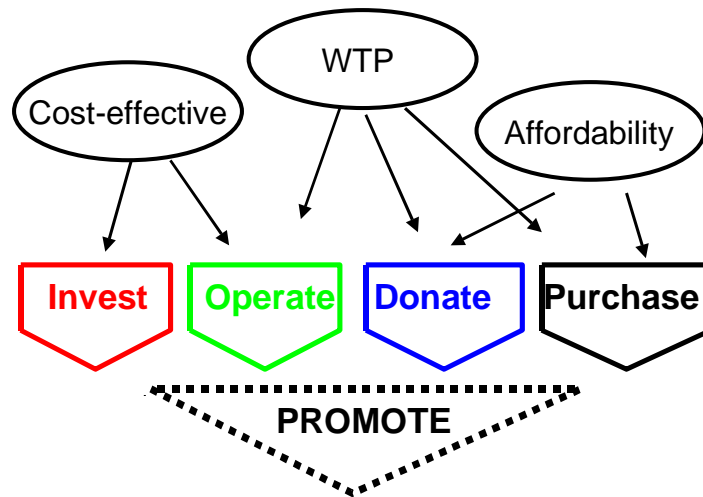 WTP
Cost-effective
Affordability
Invest
Operate
Donate
Purchase
PROMOTE